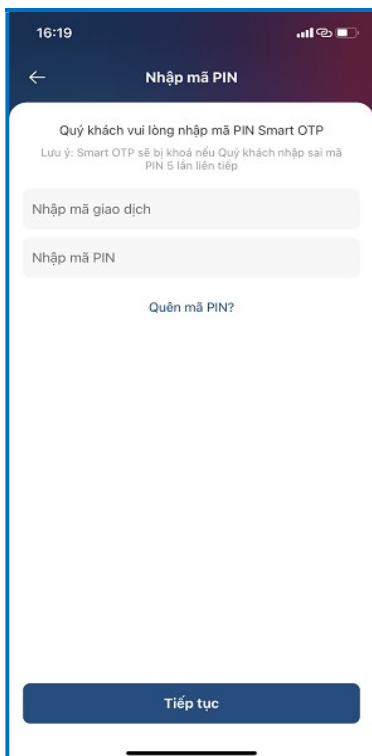 16:19
Nhập mã PIN
Quý khách vui lòng nhập mã PIN Smart OTP
Lưu ý: Smart OTP sẽ bị khoá nếu Quý khách nhập sai mã
PIN 5 lần liên tiếp
Nhập mã giao dịch
Nhập mã PIN
Quên mã PIN?
Tiếp tục